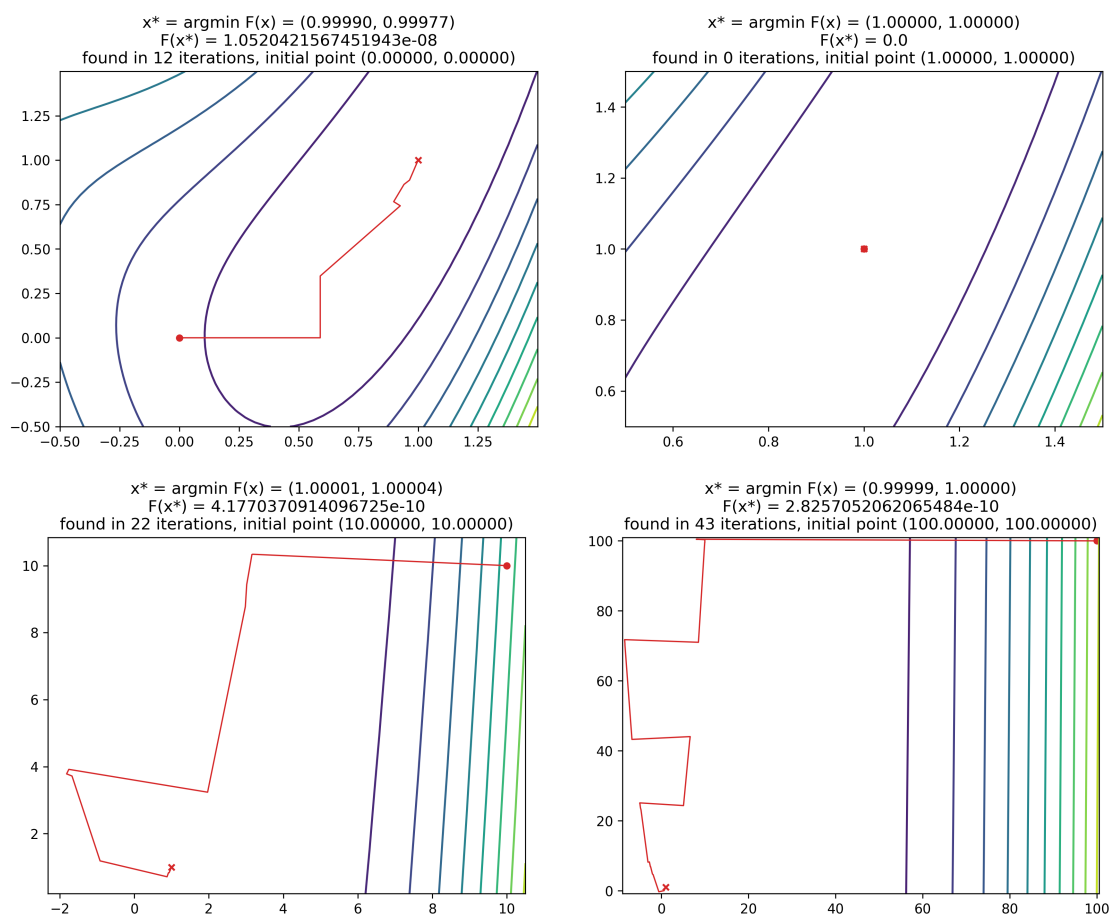 x* = argmin F(x) = (0.99990, 0.99977)
F(x*) = 1.0520421567451943e-08
found in 12 iterations, initial point (0.00000, 0.00000)
1.25
1.00
0.75
0.50
0.25
0.00
−0.25
−0.50
−0.50 −0.25 0.00 0.25 0.50 0.75 1.00 1.25
x* = argmin F(x) = (1.00000, 1.00000)
F(x*) = 0.0
found in 0 iterations, initial point (1.00000, 1.00000)
1.4
1.2
1.0
0.8
0.6
0.6 0.8 1.0 1.2 1.4
x* = argmin F(x) = (1.00001, 1.00004)
F(x*) = 4.1770370914096725e-10
found in 22 iterations, initial point (10.00000, 10.00000)
10
8
6
4
2
−2 0 2 4 6 8 10
x* = argmin F(x) = (0.99999, 1.00000)
F(x*) = 2.8257052062065484e-10
found in 43 iterations, initial point (100.00000, 100.00000)
100
80
60
40
20
0
0 20 40 60 80 100